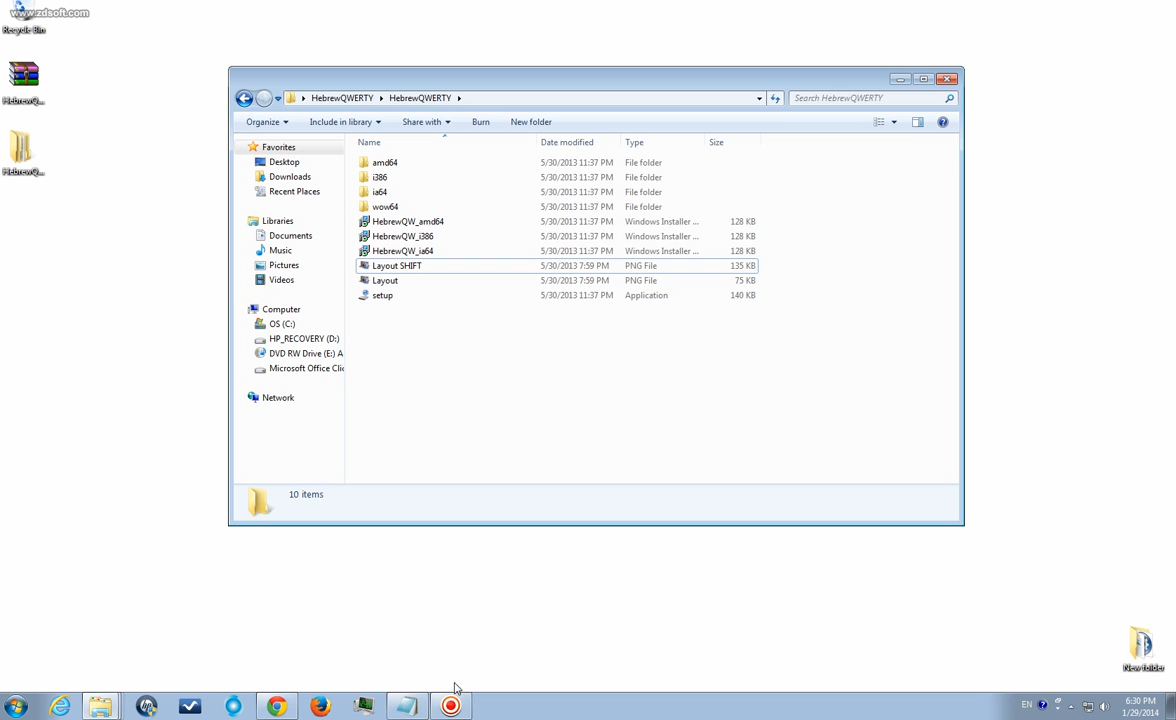 www.zdsoft.com
Recycle Bin
HebrewQ...
HebrewQ...
HebrewQWERTY HebrewQWERTY
Search HebrewQWERTY
Organize Include in library Share with Burn New folder
Favorites
Desktop
Downloads
Recent Places
Libraries
Documents
Music
Pictures
Videos
Computer
OS (C:)
HP_RECOVERY (D:)
DVD RW Drive (E:) A
Microsoft Office Clic
Network
Name Date modified Type Size
amd64 5/30/2013 11:37 PM File folder
i386 5/30/2013 11:37 PM File folder
ia64 5/30/2013 11:37 PM File folder
wow64 5/30/2013 11:37 PM File folder
HebrewQW_amd64 5/30/2013 11:37 PM Windows Installer ... 128 KB
HebrewQW_i386 5/30/2013 11:37 PM Windows Installer ... 128 KB
HebrewQW_ia64 5/30/2013 11:37 PM Windows Installer ... 128 KB
Layout SHIFT 5/30/2013 7:59 PM PNG File 135 KB
Layout 5/30/2013 7:59 PM PNG File 75 KB
setup 5/30/2013 11:37 PM Application 140 KB
10 items
New folder
EN
6:30 PM
1/29/2014